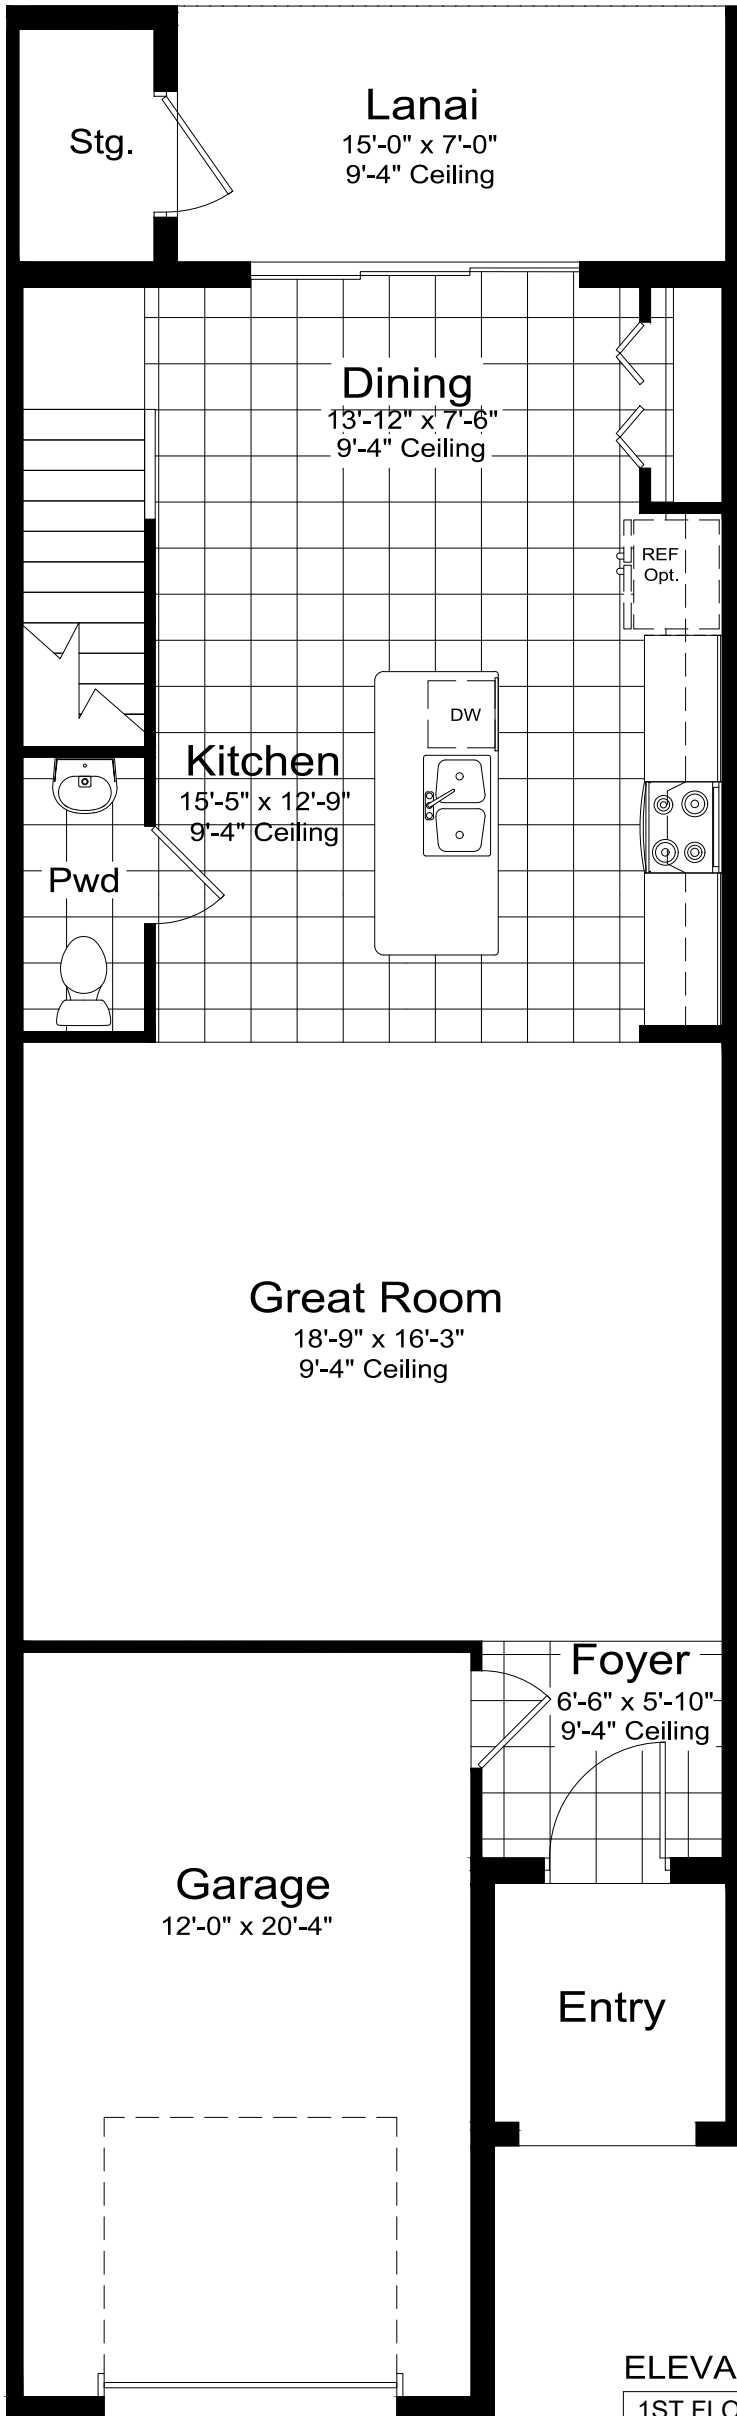 Lanai
15'-0" x 7'-0"
9'-4" Ceiling
Stg.
Dining
13'-12" x 7'-6"
9'-4" Ceiling
REF
Opt.
DW
Kitchen
15'-5" x 12'-9"
9'-4" Ceiling
Pwd
Great Room
18'-9" x 16'-3"
9'-4" Ceiling
Foyer
6'-6" x 5'-10"
9'-4" Ceiling
Garage
12'-0" x 20'-4"
Entry
ELEVA
1ST FLO